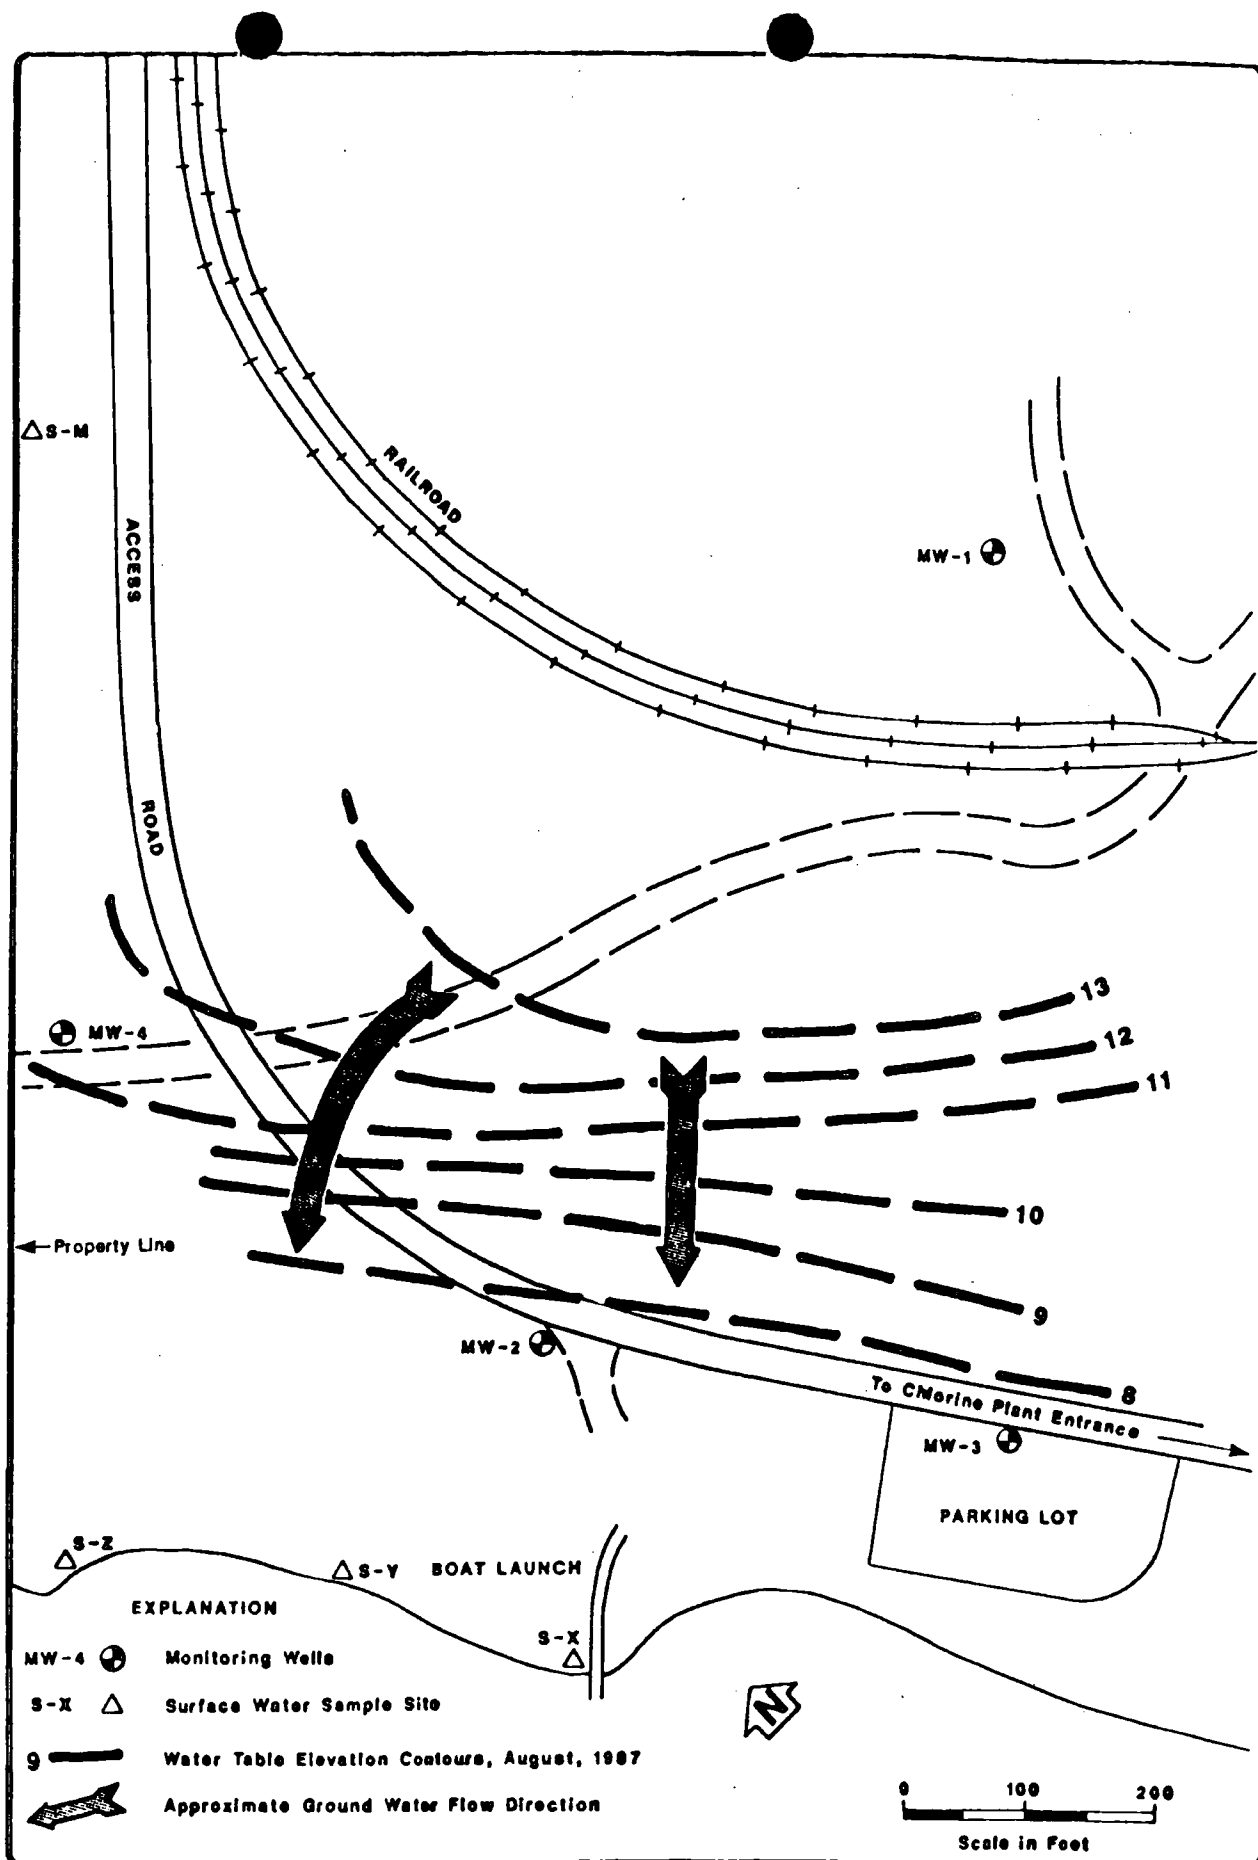 S-M
RAILROAD
ACCESS
MW-1
ROAD
13
MW-4
12
11
10
Property Line
9
MW-2
8
To Chlorine Plant Entrance
MW-3
PARKING LOT
S-Z
S-Y
BOAT LAUNCH
EXPLANATION
S-X
MW-4 Monitoring Wells
S-X Surface Water Sample Site
N
9 Water Table Elevation Contours, August, 1987
Approximate Ground Water Flow Direction
0 100 200
Scale in Feet